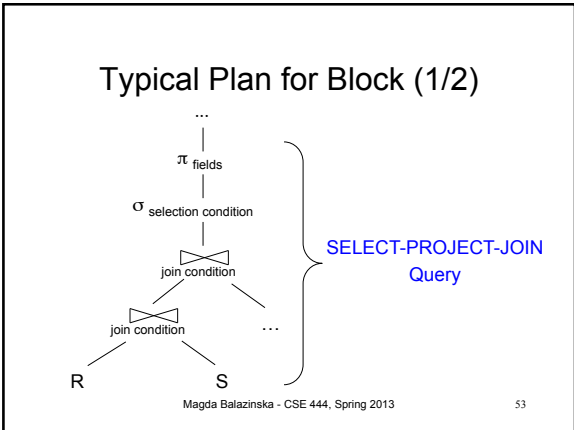 Typical Plan for Block (1/2)
...
π fields
σ selection condition
join condition
SELECT-PROJECT-JOIN
Query
join condition
...
R S
Magda Balazinska - CSE 444, Spring 2013 53